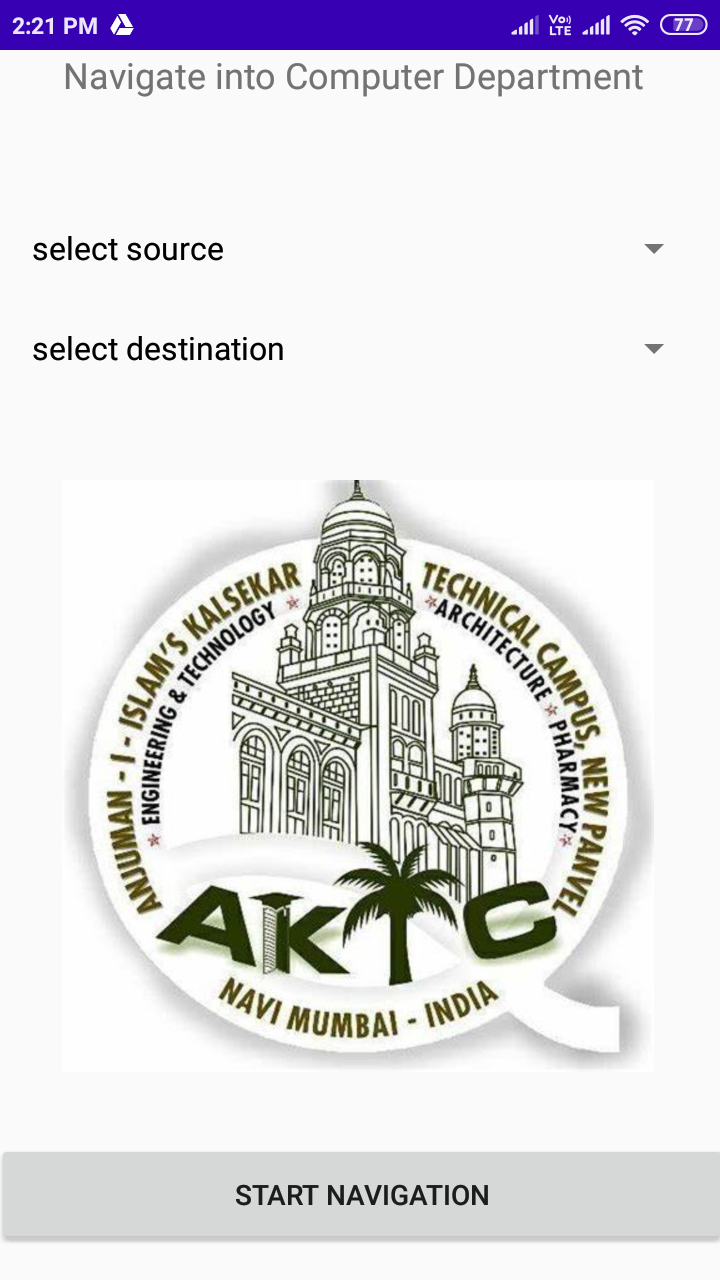 2:21 PM
Vo)) LTE
77
Navigate into Computer Department
select source
select destination
ANJUMAN - I - ISLAM'S KALSEKAR
TECHNICAL CAMPUS, NEW PANVEL
ENGINEERING & TECHNOLOGY
ARCHITECTURE
PHARMACY
AKTC
NAVI MUMBAI - INDIA
START NAVIGATION